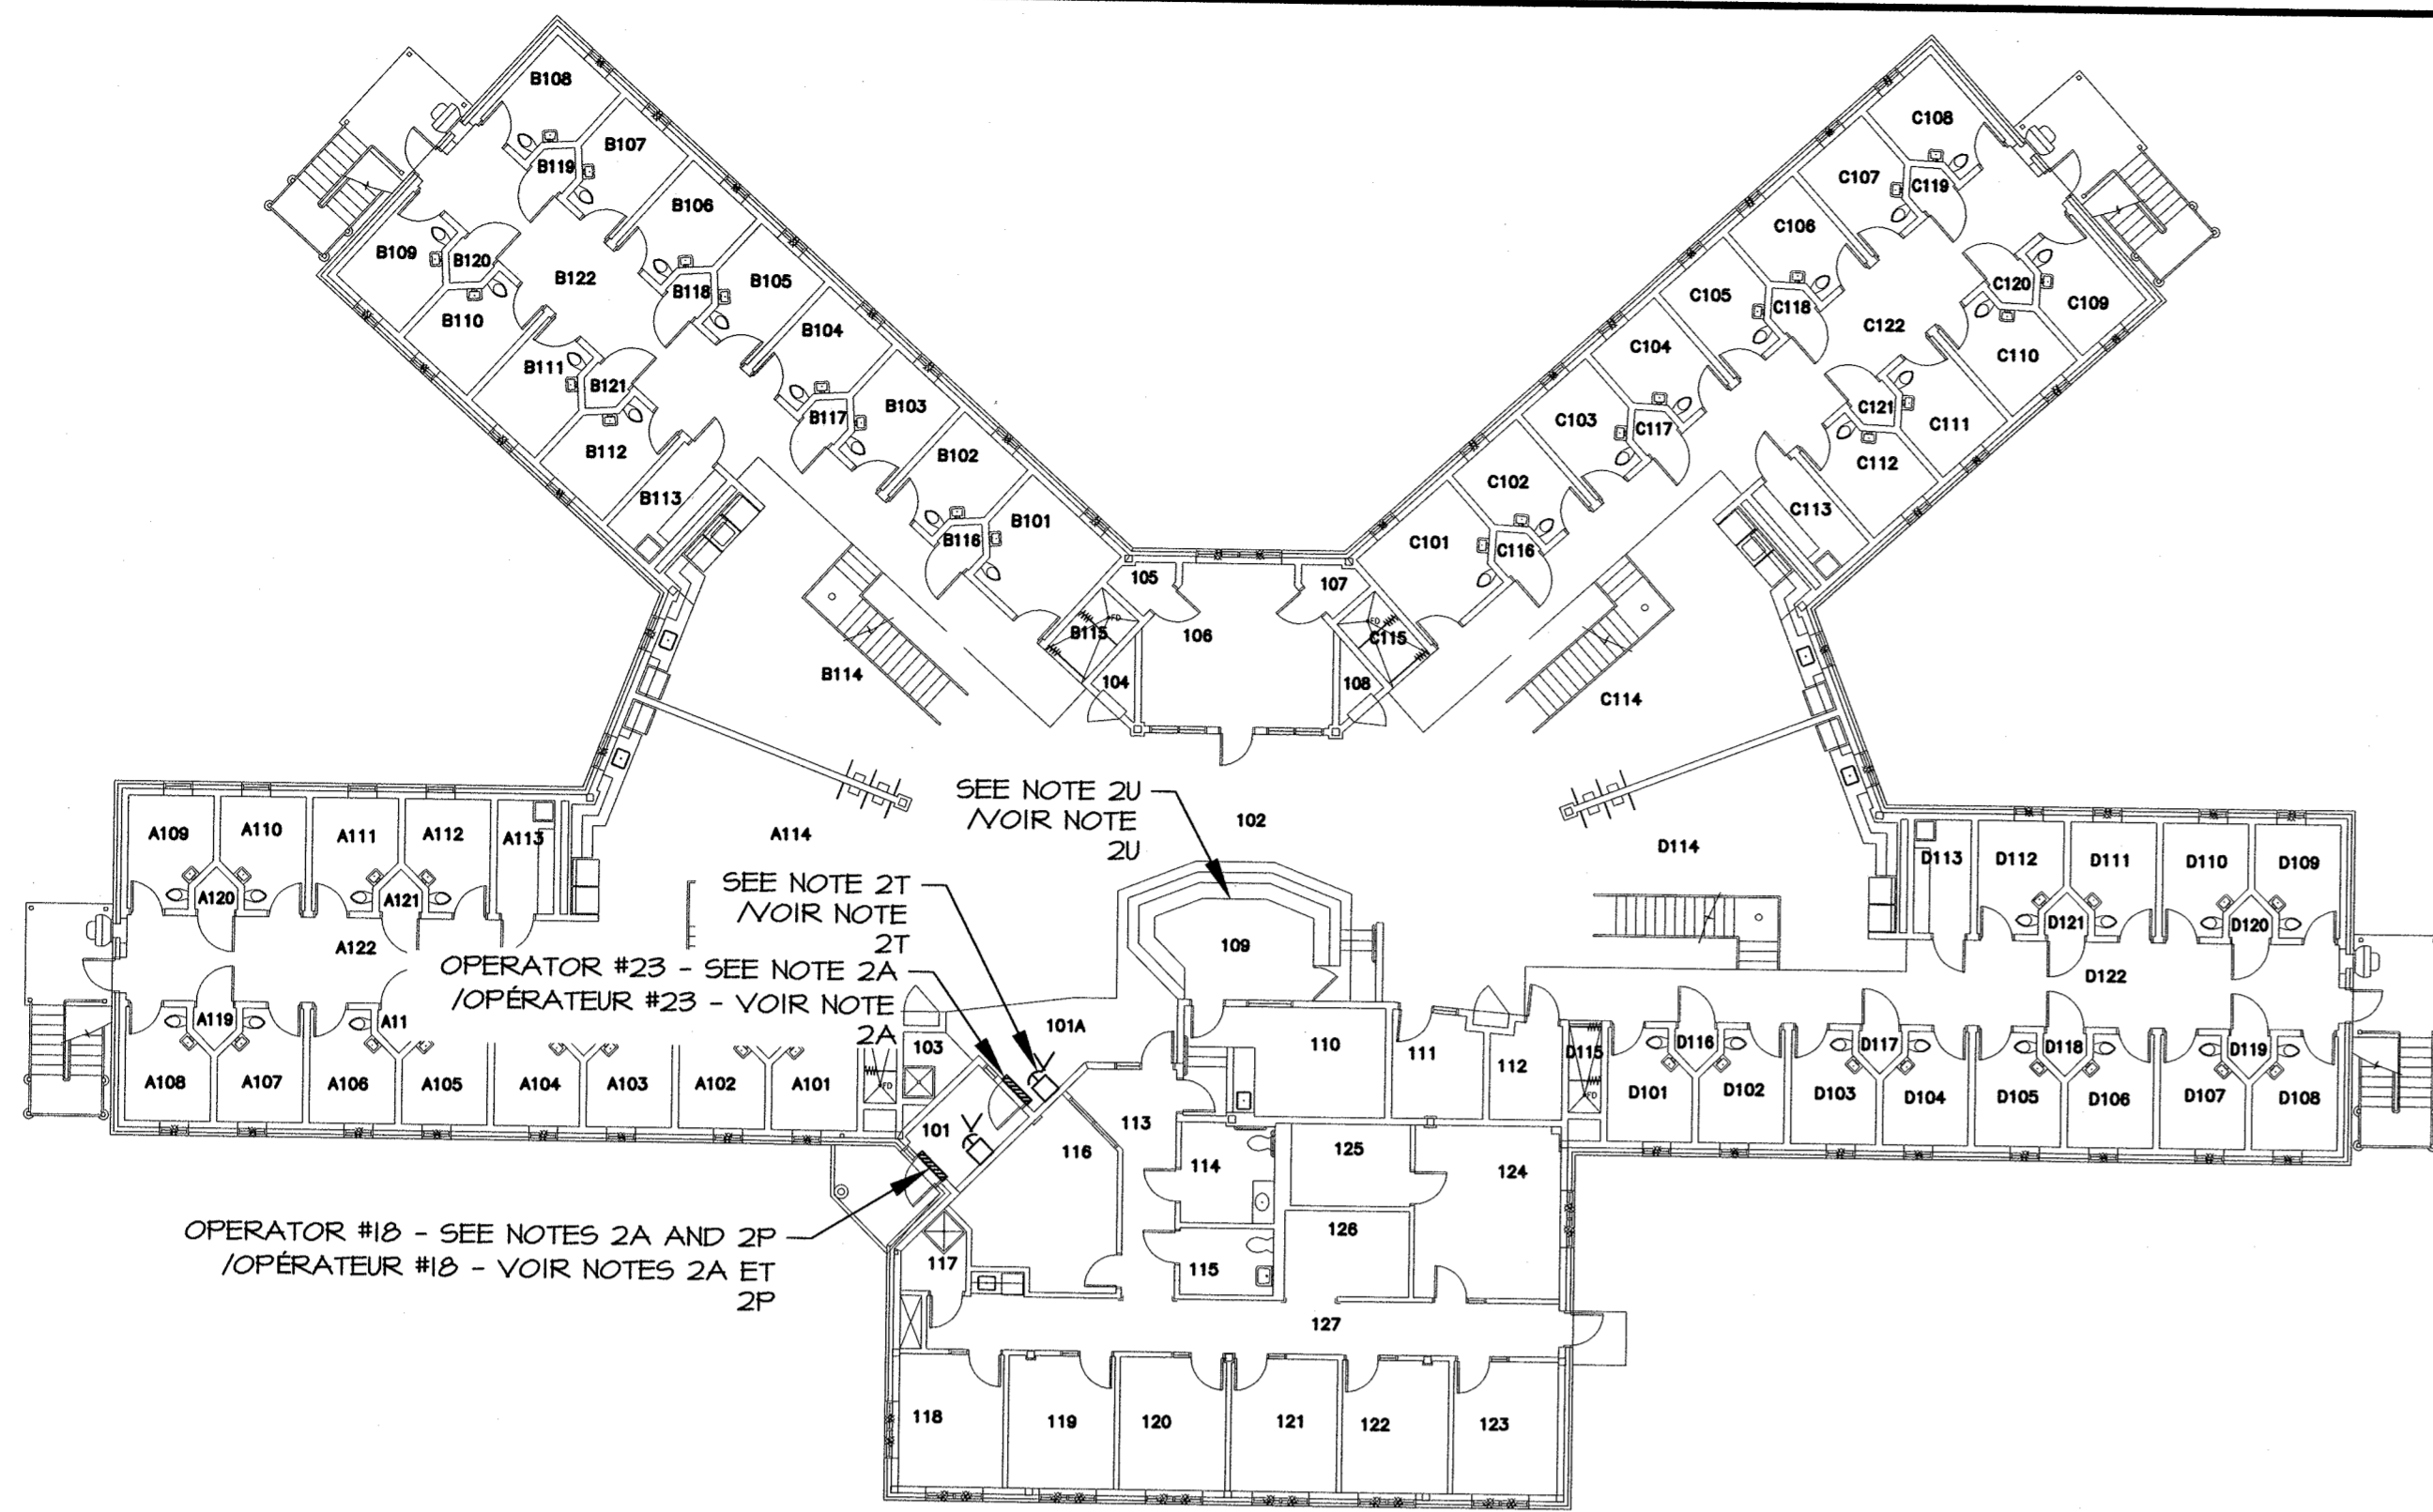 B108
B107
B119
B106
B109
B120
B122
B105
B118
B110
B104
B111
B121
B103
B117
B112
B102
B113
B101
B116
B115
B114
C108
C107
C119
C106
C105
C120
C118
C109
C122
C104
C110
C103
C121
C117
C111
C102
C112
C113
C101
C116
C115
C114
105
107
FD
FD
106
104
108
SEE NOTE 2U
/VOIR NOTE
2U
102
A114
SEE NOTE 2T
/VOIR NOTE
2T
109
OPERATOR #23 - SEE NOTE 2A
/OPÉRATEUR #23 - VOIR NOTE
2A
A109
A110
A111
A112
A113
A120
A121
A122
A119
A11
A108
A107
A106
A105
A104
A103
A102
A101
FD
103
101A
101
D114
D113
D112
D111
D110
D109
D121
D120
D122
D115
D116
D117
D118
D119
FD
D101
D102
D103
D104
D105
D106
D107
D108
110
111
112
113
116
114
125
124
126
115
117
OPERATOR #18 - SEE NOTES 2A AND 2P
/OPÉRATEUR #18 - VOIR NOTES 2A ET
2P
127
118
119
120
121
122
123